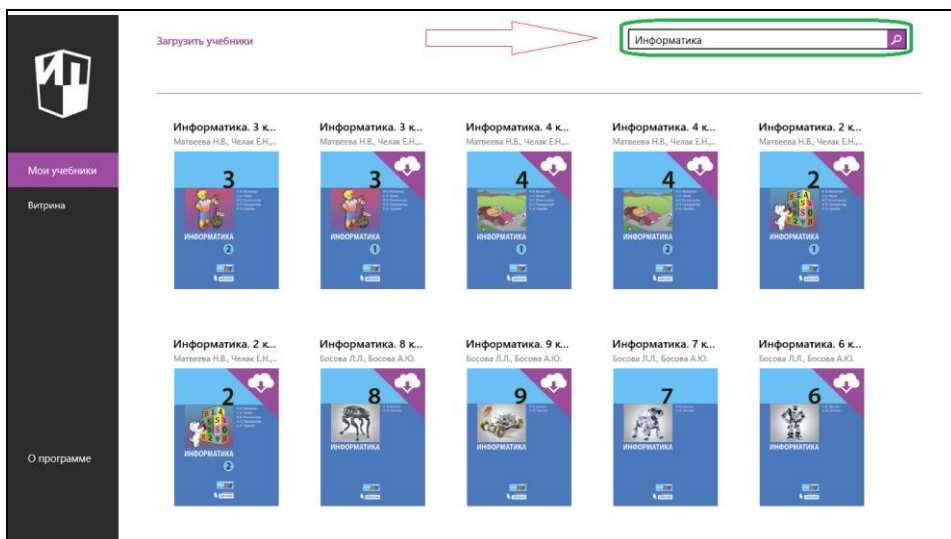 ИП
Загрузить учебники
Информатика
Мои учебники
Витрина
О программе
Информатика. 3 к...
Матвеева Н.В., Челак Е.Н.,...
3
ИНФОРМАТИКА
2
Информатика. 3 к...
Матвеева Н.В., Челак Е.Н.,...
3
ИНФОРМАТИКА
1
Информатика. 4 к...
Матвеева Н.В., Челак Е.Н.,...
4
ИНФОРМАТИКА
1
Информатика. 4 к...
Матвеева Н.В., Челак Е.Н.,...
4
ИНФОРМАТИКА
2
Информатика. 2 к...
Матвеева Н.В., Челак Е.Н.,...
2
ИНФОРМАТИКА
1
Информатика. 2 к...
Матвеева Н.В., Челак Е.Н.,...
2
ИНФОРМАТИКА
2
Информатика. 8 к...
Босова Л.Л., Босова А.Ю.
8
ИНФОРМАТИКА
Информатика. 9 к...
Босова Л.Л., Босова А.Ю.
9
ИНФОРМАТИКА
Информатика. 7 к...
Босова Л.Л., Босова А.Ю.
7
ИНФОРМАТИКА
Информатика. 6 к...
Босова Л.Л., Босова А.Ю.
6
ИНФОРМАТИКА